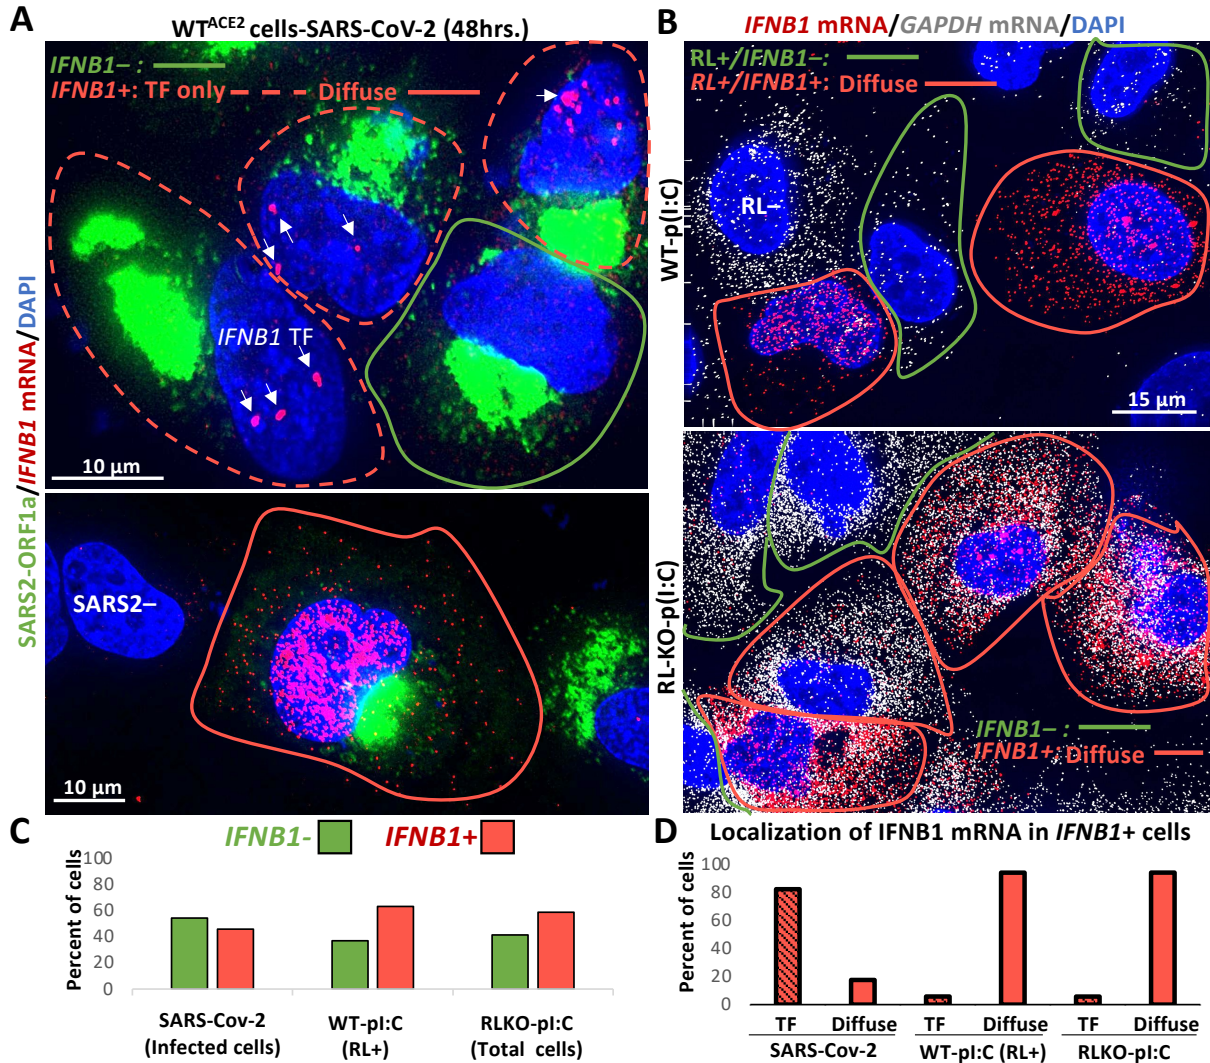 A
WT^ACE2 cells-SARS-CoV-2 (48hrs.)
IFNB1– :
IFNB1+: TF only
Diffuse
IFNB1 TF
10 µm
SARS2-ORF1a/IFNB1 mRNA/DAPI
SARS2–
10 µm
B
IFNB1 mRNA/GAPDH mRNA/DAPI
RL+/IFNB1–:
RL+/IFNB1+: Diffuse
WT-p(I:C)
RL–
15 µm
RL-KO-p(I:C)
IFNB1– :
IFNB1+: Diffuse
C
IFNB1-
IFNB1+
Percent of cells
100
80
60
40
20
0
SARS-Cov-2
(Infected cells)
WT-pI:C
(RL+)
RLKO-pI:C
(Total cells)
D
Localization of IFNB1 mRNA in IFNB1+ cells
Percent of cells
100
80
60
40
20
0
TF Diffuse TF Diffuse TF Diffuse
SARS-Cov-2 WT-pI:C (RL+) RLKO-pI:C